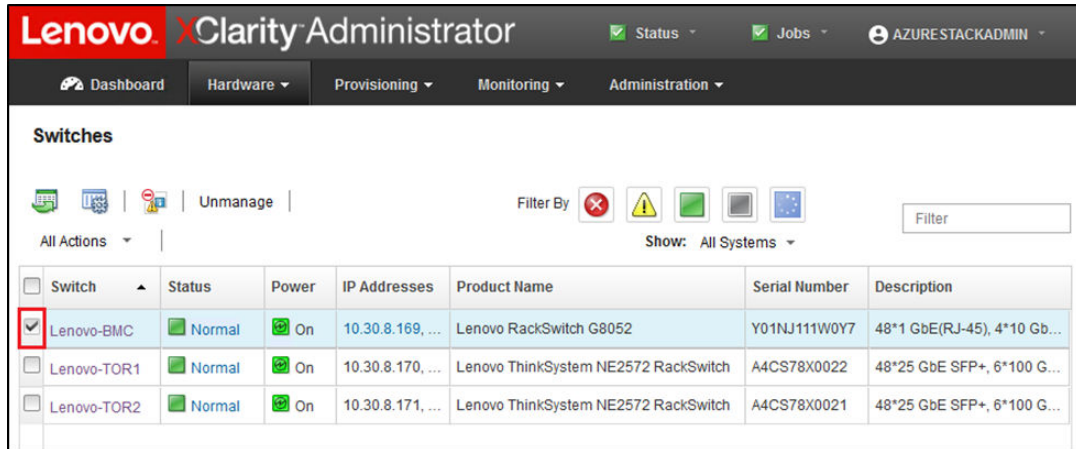 Lenovo. XClarity Administrator Status Jobs AZURESTACKADMIN
Dashboard Hardware Provisioning Monitoring Administration
Switches
Unmanage Filter By Filter
All Actions Show: All Systems
Switch Status Power IP Addresses Product Name Serial Number Description
Lenovo-BMC Normal On 10.30.8.169, ... Lenovo RackSwitch G8052 Y01NJ111W0Y7 48*1 GbE(RJ-45), 4*10 Gb...
Lenovo-TOR1 Normal On 10.30.8.170, ... Lenovo ThinkSystem NE2572 RackSwitch A4CS78X0022 48*25 GbE SFP+, 6*100 G...
Lenovo-TOR2 Normal On 10.30.8.171, ... Lenovo ThinkSystem NE2572 RackSwitch A4CS78X0021 48*25 GbE SFP+, 6*100 G...